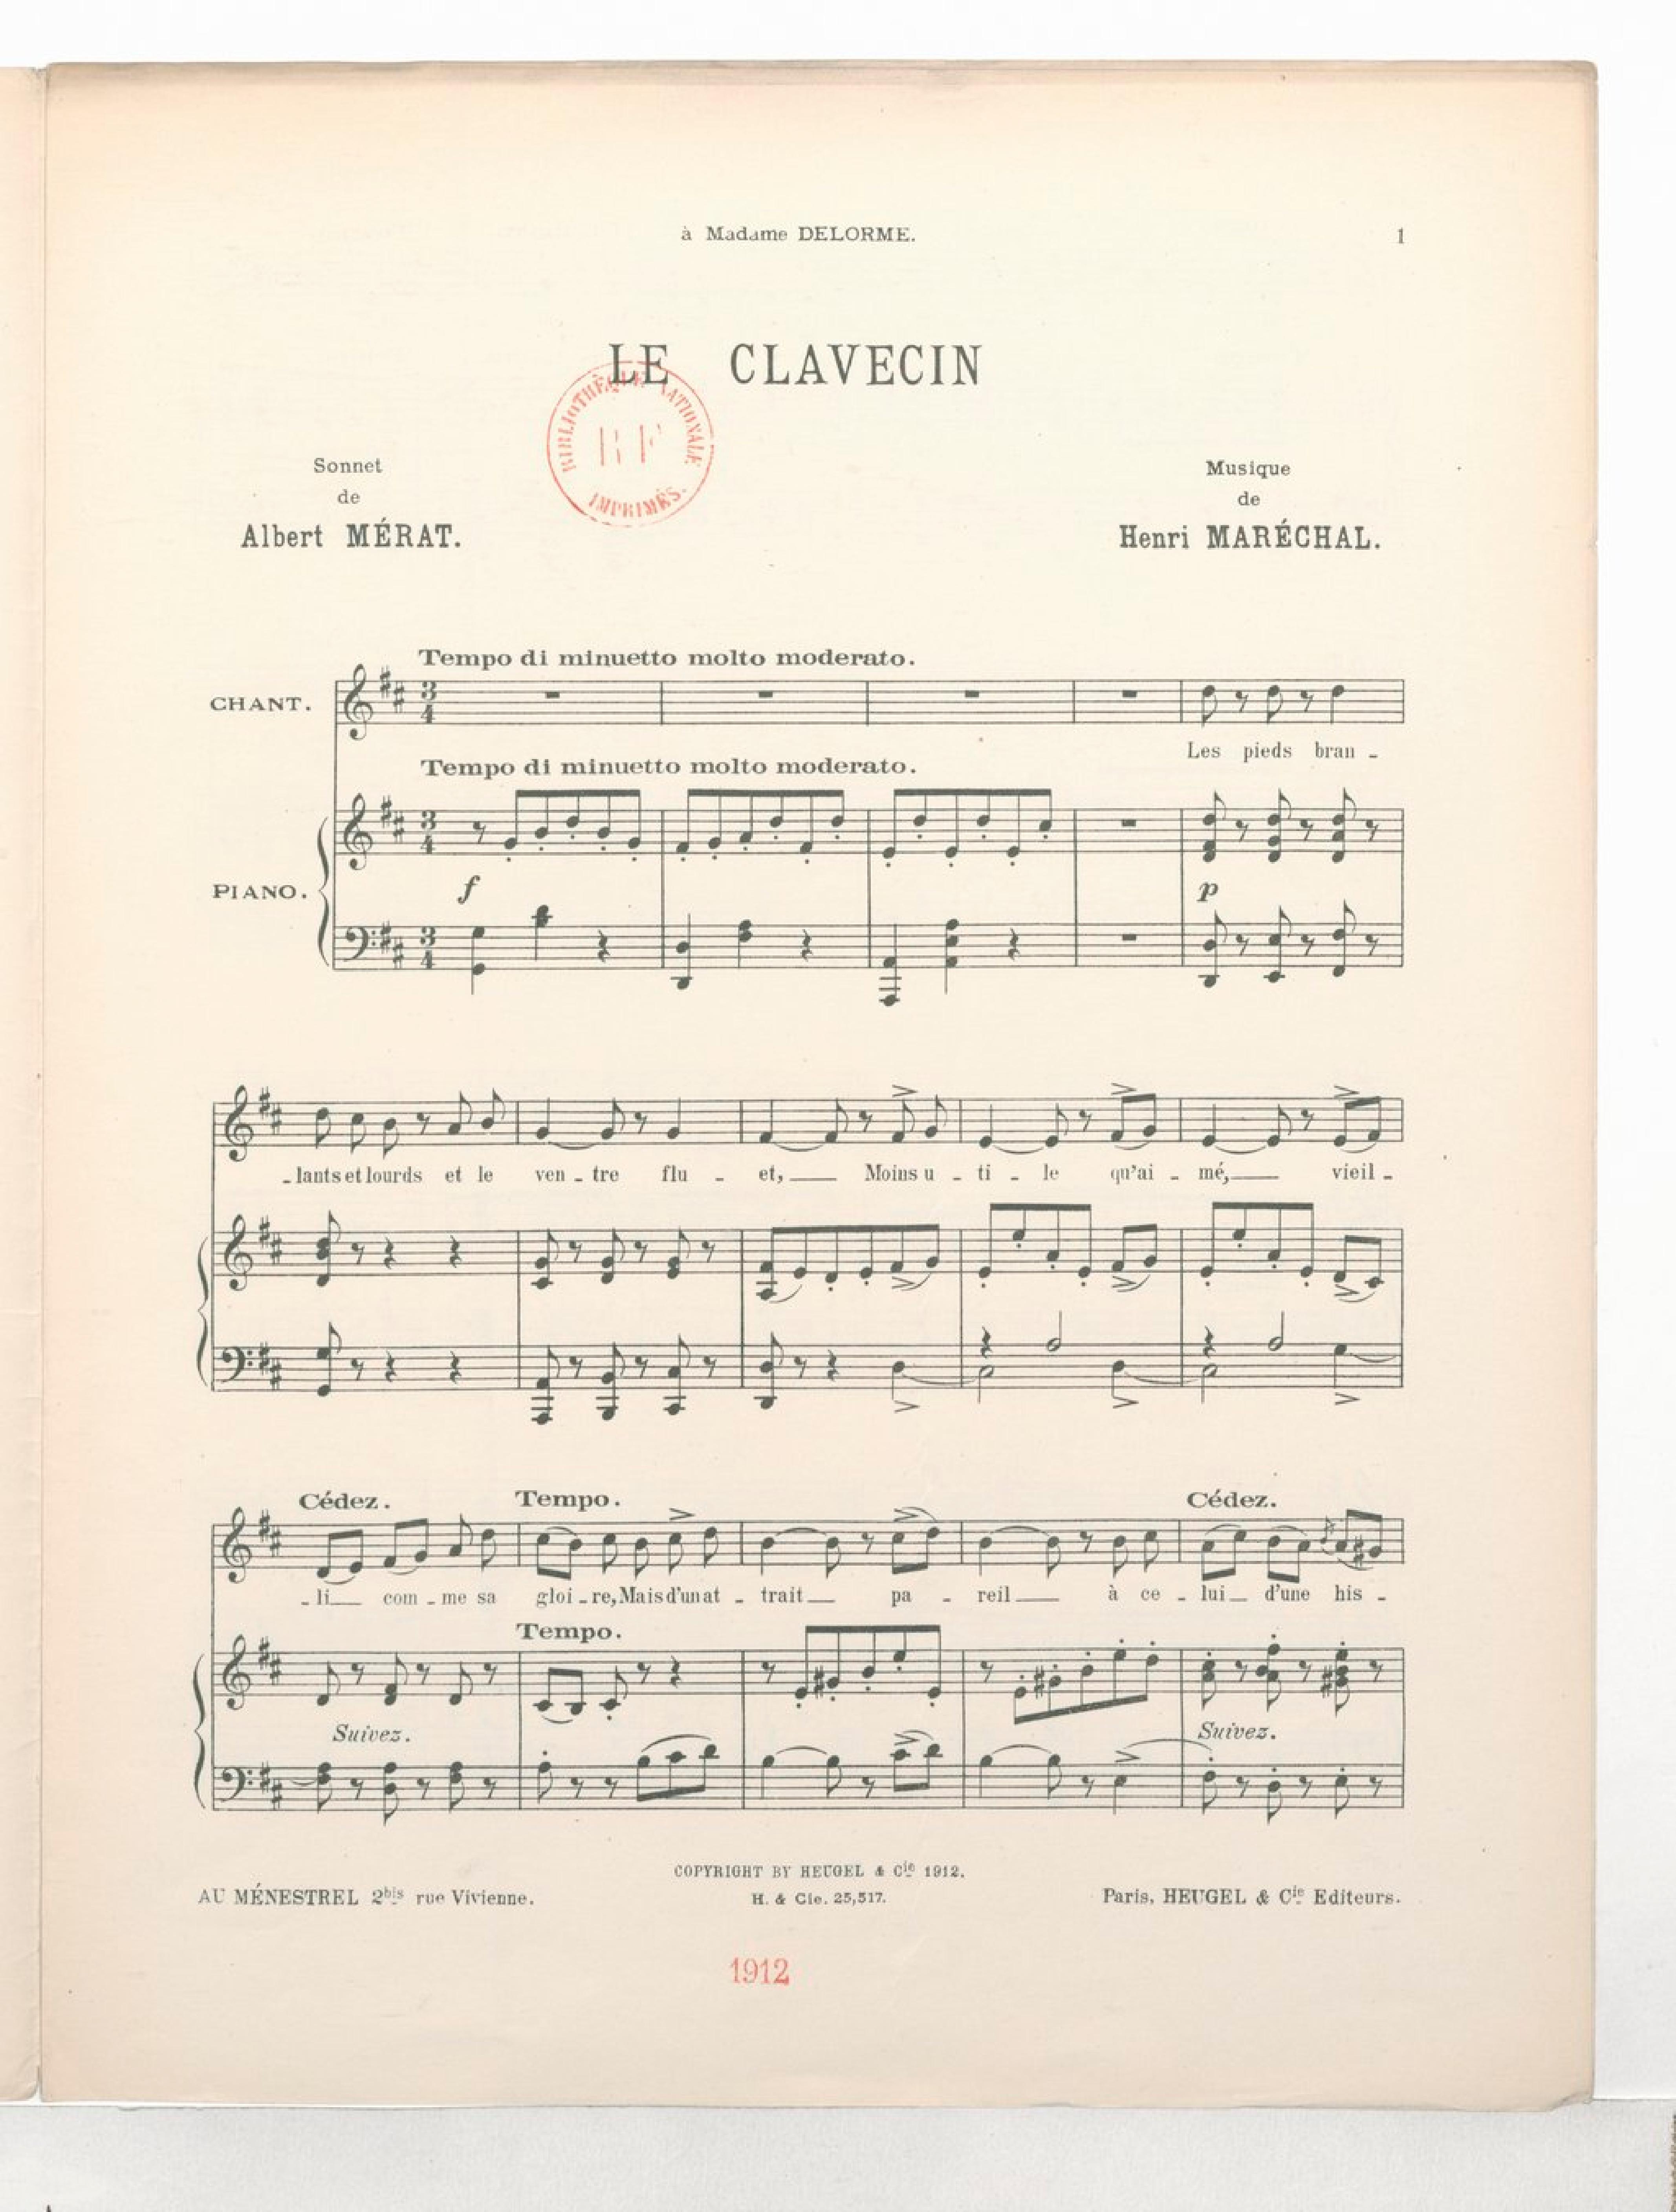 à Madame DELORME.
1
LE CLAVECIN
BIBLIOTHÈQUE NATIONALE
RF
IMPRIMÉS.
Sonnet
de
Albert MÉRAT.
Musique
de
Henri MARÉCHAL.
Tempo di minuetto molto moderato.
CHANT.
Les pieds bran -
Tempo di minuetto molto moderato.
PIANO.
f
p
- lants et lourds et le ven - tre flu - et, Moins u - ti - le qu'ai - mé, vieil -
Cédez. Tempo. Cédez.
- li com - me sa gloi - re, Mais d'un at - trait pa - reil à ce - lui d'une his -
Tempo.
Suivez. Suivez.
COPYRIGHT BY HEUGEL & Cie 1912.
AU MÉNESTREL 2bis rue Vivienne. H. & Cie. 25,517. Paris, HEUGEL & Cie Editeurs.
1912